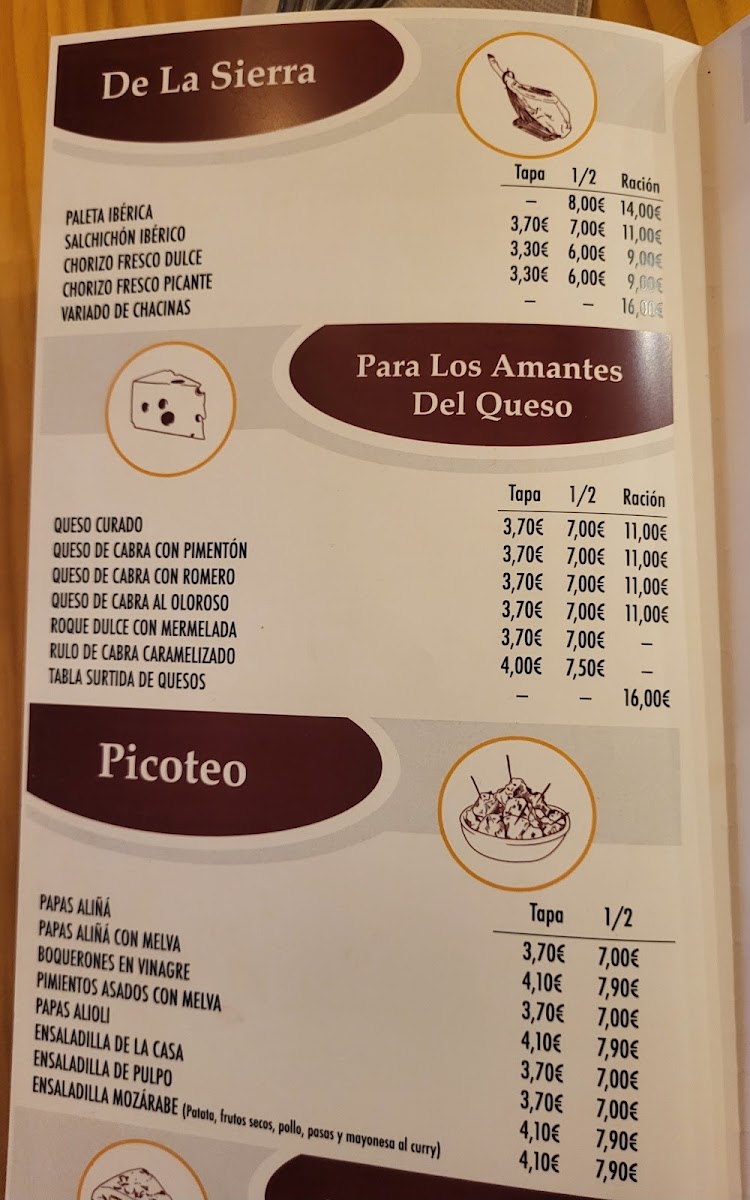 De La Sierra
Tapa 1/2 Ración
PALETA IBÉRICA – 8,00€ 14,00€
SALCHICHÓN IBÉRICO 3,70€ 7,00€ 11,00€
CHORIZO FRESCO DULCE 3,30€ 6,00€ 9,00€
CHORIZO FRESCO PICANTE 3,30€ 6,00€ 9,00€
VARIADO DE CHACINAS – – 16,00€
Para Los Amantes
Del Queso
Tapa 1/2 Ración
QUESO CURADO 3,70€ 7,00€ 11,00€
QUESO DE CABRA CON PIMENTÓN 3,70€ 7,00€ 11,00€
QUESO DE CABRA CON ROMERO 3,70€ 7,00€ 11,00€
QUESO DE CABRA AL OLOROSO 3,70€ 7,00€ 11,00€
ROQUE DULCE CON MERMELADA 3,70€ 7,00€ –
RULO DE CABRA CARAMELIZADO 4,00€ 7,50€ –
TABLA SURTIDA DE QUESOS – – 16,00€
Picoteo
Tapa 1/2
PAPAS ALIÑÁ 3,70€ 7,00€
PAPAS ALIÑÁ CON MELVA 4,10€ 7,90€
BOQUERONES EN VINAGRE 3,70€ 7,00€
PIMIENTOS ASADOS CON MELVA 4,10€ 7,90€
PAPAS ALIOLI 3,70€ 7,00€
ENSALADILLA DE LA CASA 3,70€ 7,00€
ENSALADILLA DE PULPO 4,10€ 7,90€
ENSALADILLA MOZÁRABE (Patata, frutos secos, pollo, pasas y mayonesa al curry) 4,10€ 7,90€